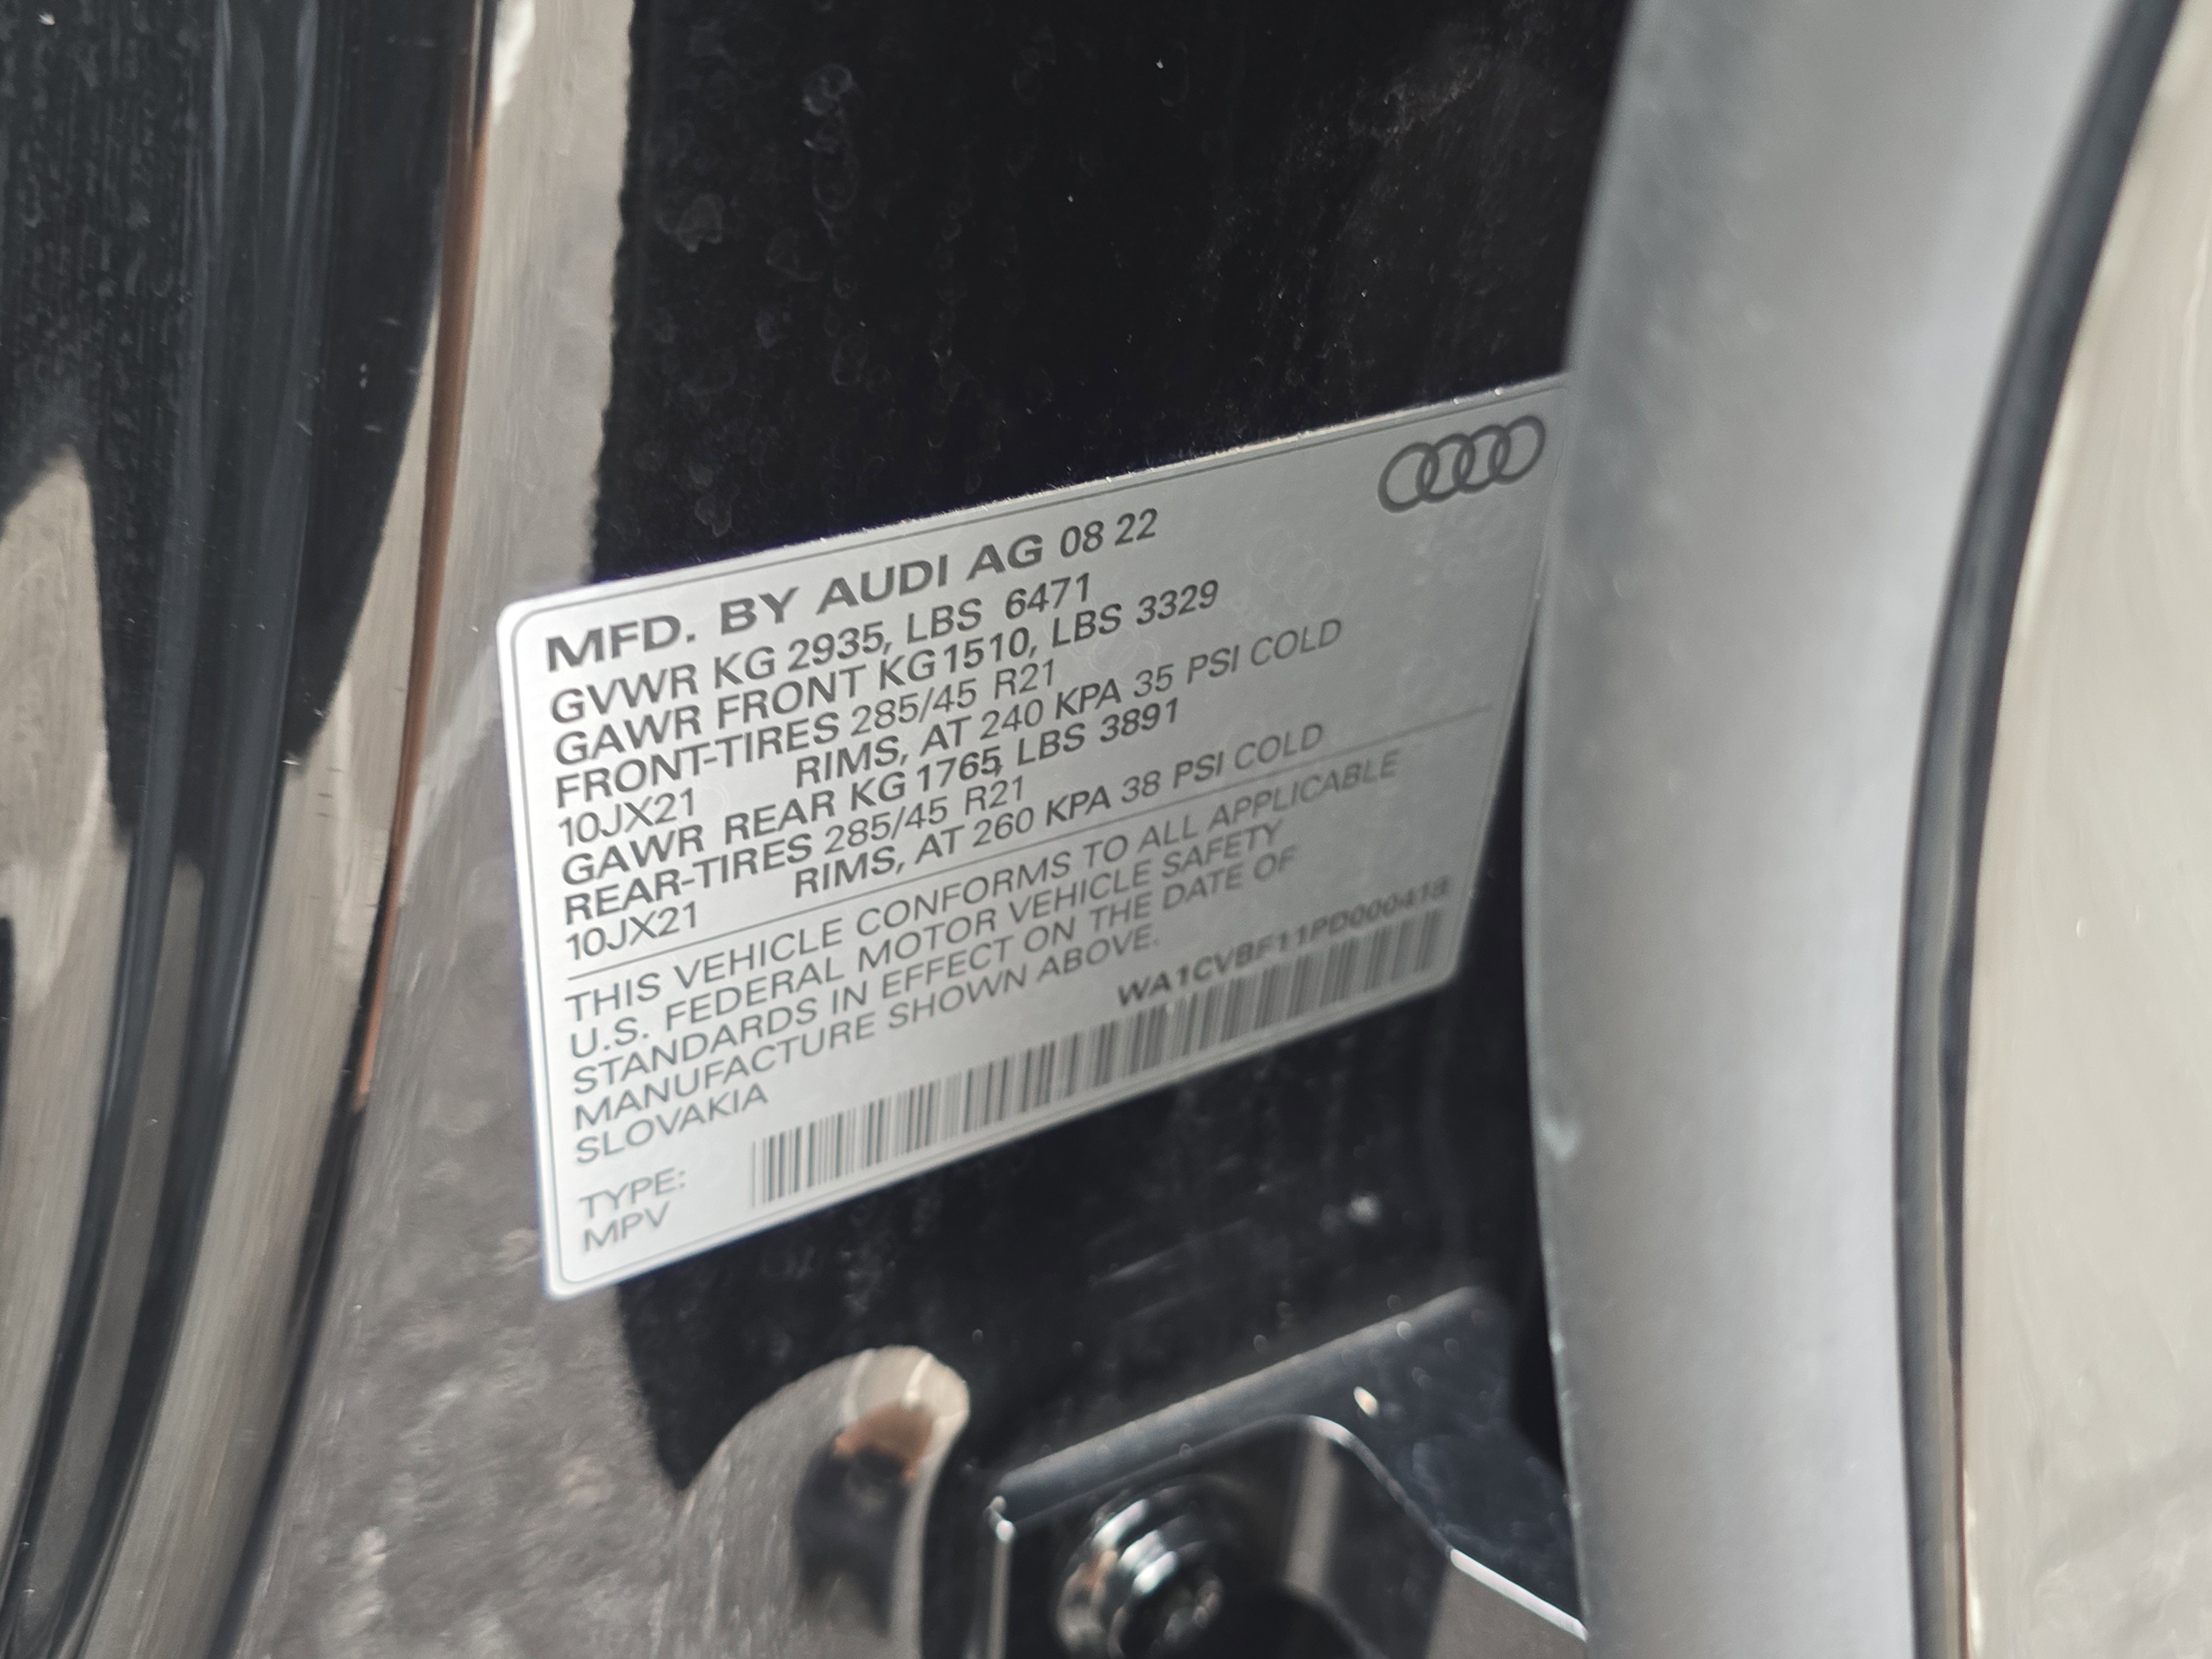 MFD. BY AUDI AG 08 22
GVWR KG 2935, LBS 6471
GAWR FRONT KG1510, LBS 3329
FRONT-TIRES 285/45 R21
10JX21 RIMS, AT 240 KPA 35 PSI COLD
GAWR REAR KG 1765, LBS 3891
REAR-TIRES 285/45 R21
10JX21 RIMS, AT 260 KPA 38 PSI COLD
THIS VEHICLE CONFORMS TO ALL APPLICABLE
U.S. FEDERAL MOTOR VEHICLE SAFETY
STANDARDS IN EFFECT ON THE DATE OF
MANUFACTURE SHOWN ABOVE.
SLOVAKIA
WA1CVBF11PD000418
TYPE:
MPV